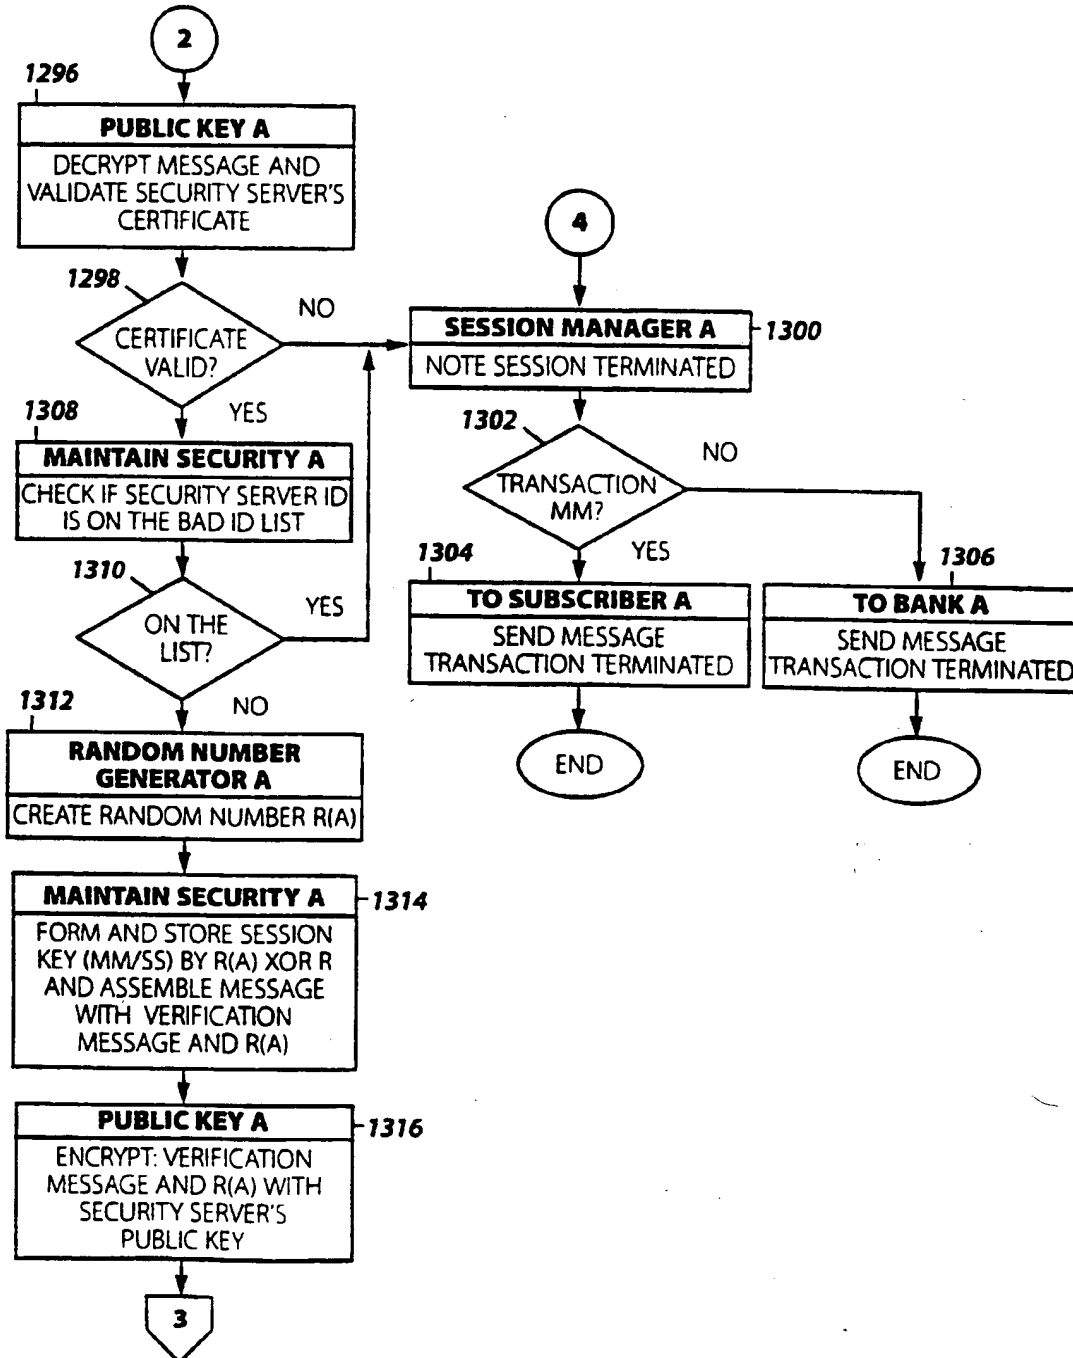 2
1296
PUBLIC KEY A
DECRYPT MESSAGE AND
VALIDATE SECURITY SERVER'S
CERTIFICATE
1298
CERTIFICATE
VALID?
NO
YES
1308
MAINTAIN SECURITY A
CHECK IF SECURITY SERVER ID
IS ON THE BAD ID LIST
1310
ON THE
LIST?
YES
NO
1312
RANDOM NUMBER
GENERATOR A
CREATE RANDOM NUMBER R(A)
MAINTAIN SECURITY A
1314
FORM AND STORE SESSION
KEY (MM/SS) BY R(A) XOR R
AND ASSEMBLE MESSAGE
WITH VERIFICATION
MESSAGE AND R(A)
PUBLIC KEY A
1316
ENCRYPT: VERIFICATION
MESSAGE AND R(A) WITH
SECURITY SERVER'S
PUBLIC KEY
3
4
SESSION MANAGER A
1300
NOTE SESSION TERMINATED
1302
TRANSACTION
MM?
NO
YES
1304
TO SUBSCRIBER A
SEND MESSAGE
TRANSACTION TERMINATED
END
1306
TO BANK A
SEND MESSAGE
TRANSACTION TERMINATED
END